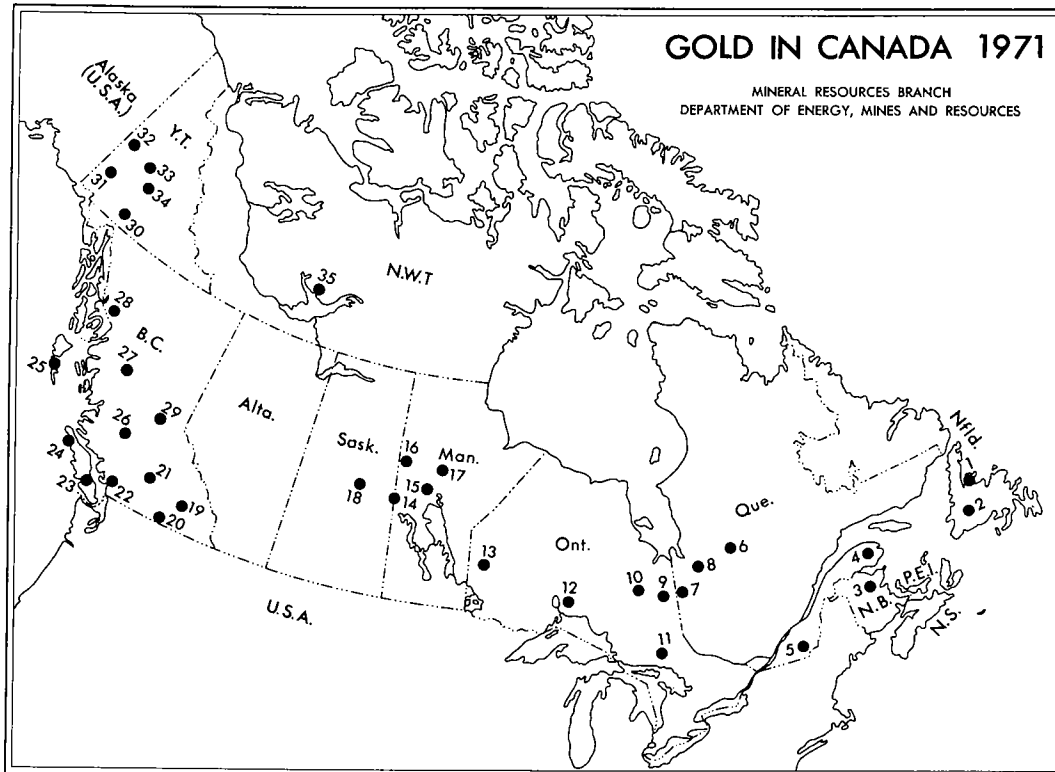 GOLD IN CANADA 1971
MINERAL RESOURCES BRANCH
DEPARTMENT OF ENERGY, MINES AND RESOURCES
Alaska
(U.S.A.)
Y.T.
32
33
31
34
30
35
N.W.T
28
B.C.
25
27
Alta.
29
26
24
Sask.
16
Man.
17
Nfld.
1
23
22
21
18
15
14
2
19
20
Que.
Ont.
6
8
4
13
P.E.I.
3
N.B.
N.S.
12
10
9
7
U.S.A.
11
5